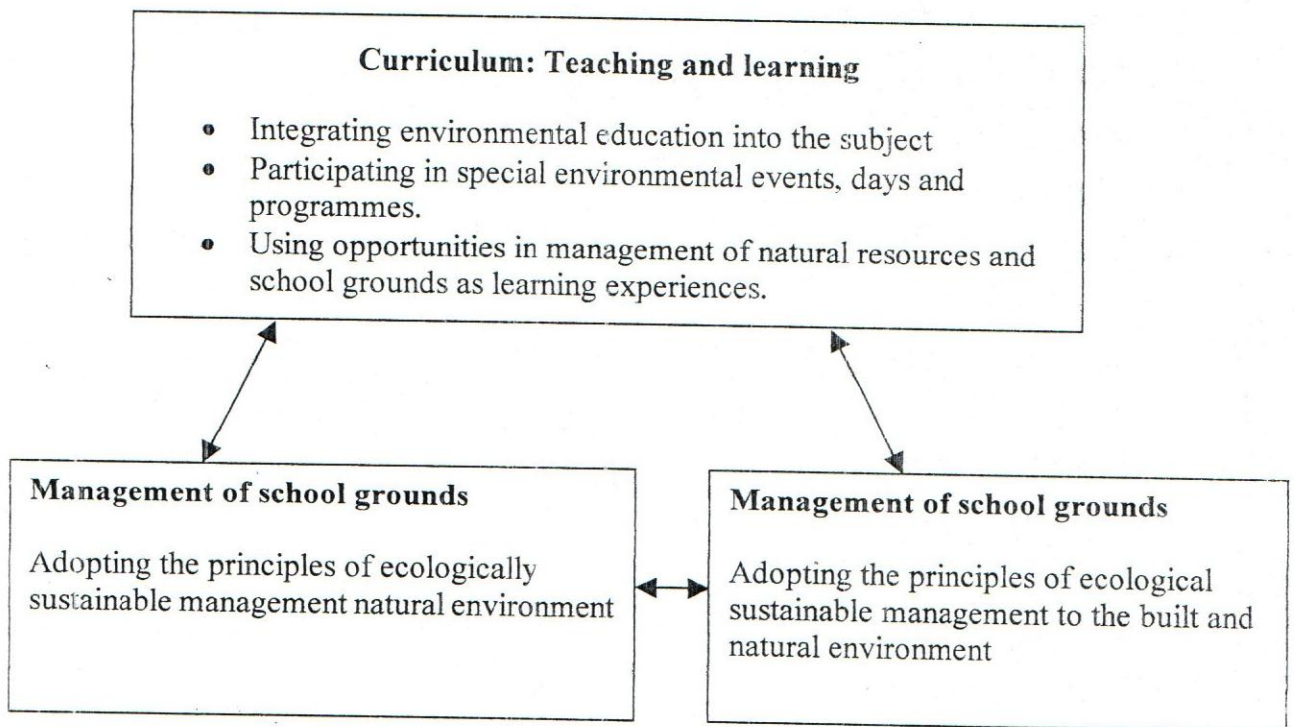 Curriculum: Teaching and learning
• Integrating environmental education into the subject
• Participating in special environmental events, days and
programmes.
• Using opportunities in management of natural resources and
school grounds as learning experiences.
Management of school grounds
Adopting the principles of ecologically
sustainable management natural environment
Management of school grounds
Adopting the principles of ecological
sustainable management to the built and
natural environment